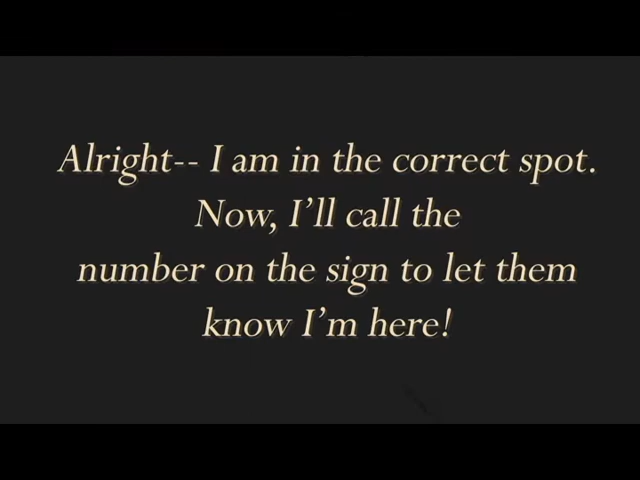 Alright-- I am in the correct spot.
Now, I’ll call the
number on the sign to let them
know I’m here!